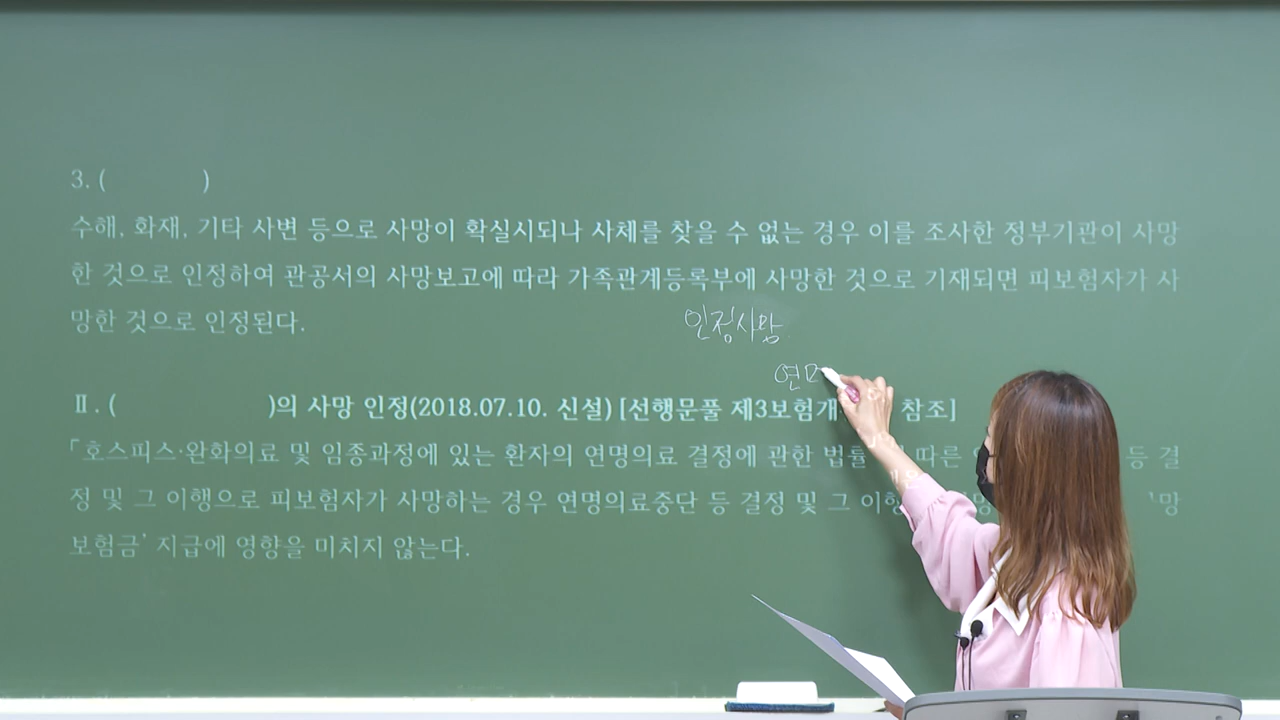 3. (            )
수해, 화재, 기타 사변 등으로 사망이 확실시되나 사체를 찾을 수 없는 경우 이를 조사한 정부기관이 사망
한 것으로 인정하여 관공서의 사망보고에 따라 가족관계등록부에 사망한 것으로 기재되면 피보험자가 사
망한 것으로 인정된다.
인정사망
연
Ⅱ. (                )의 사망 인정(2018.07.10. 신설) [선행문풀 제3보험개 참조]
「호스피스·완화의료 및 임종과정에 있는 환자의 연명의료 결정에 관한 법률 따른 등 결
정 및 그 이행으로 피보험자가 사망하는 경우 연명의료중단 등 결정 및 그 이행 망
보험금' 지급에 영향을 미치지 않는다.